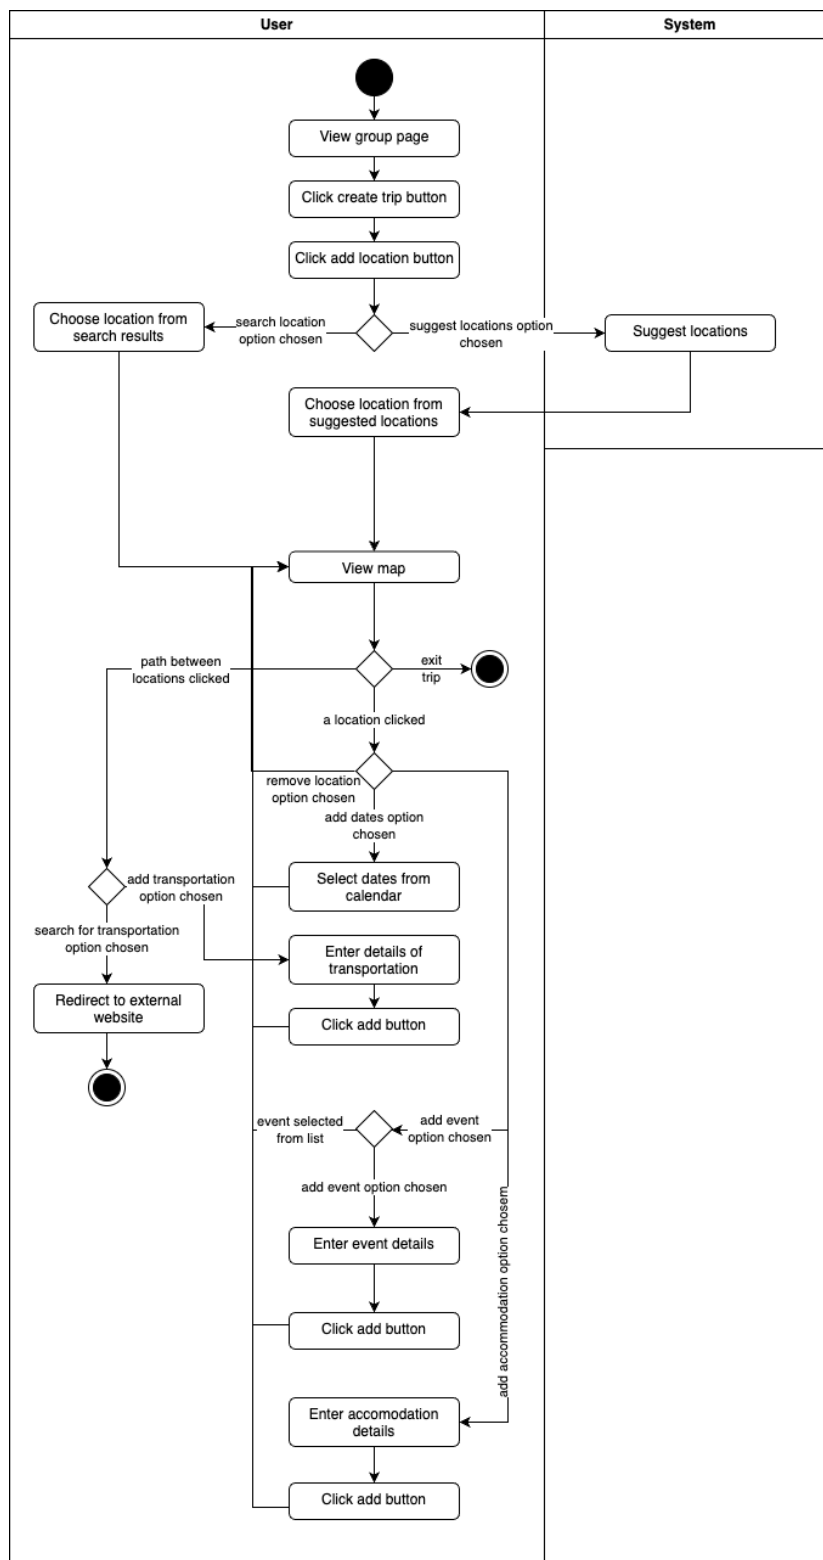 User
System
View group page
Click create trip button
Click add location button
Choose location from
search results
search location
option chosen
suggest locations option
chosen
Suggest locations
Choose location from
suggested locations
View map
path between
locations clicked
exit
trip
a location clicked
remove location
option chosen
add dates option
chosen
add transportation
option chosen
Select dates from
calendar
search for transportation
option chosen
Enter details of
transportation
Redirect to external
website
Click add button
event selected
from list
add event
option chosen
add event option chosen
add accommodation option chosem
Enter event details
Click add button
Enter accomodation
details
Click add button